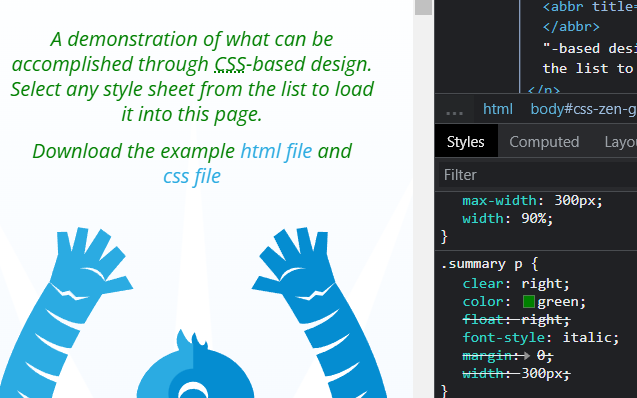 A demonstration of what can be
accomplished through CSS-based design.
Select any style sheet from the list to load
it into this page.
Download the example html file and
css file
<abbr title=
</abbr>
"-based desi
the list to
</p>
... html body#css-zen-g
Styles Computed Layou
Filter
max-width: 300px;
width: 90%;
}
.summary p {
clear: right;
color: green;
float: right;
font-style: italic;
margin: 0;
width: 300px;
}